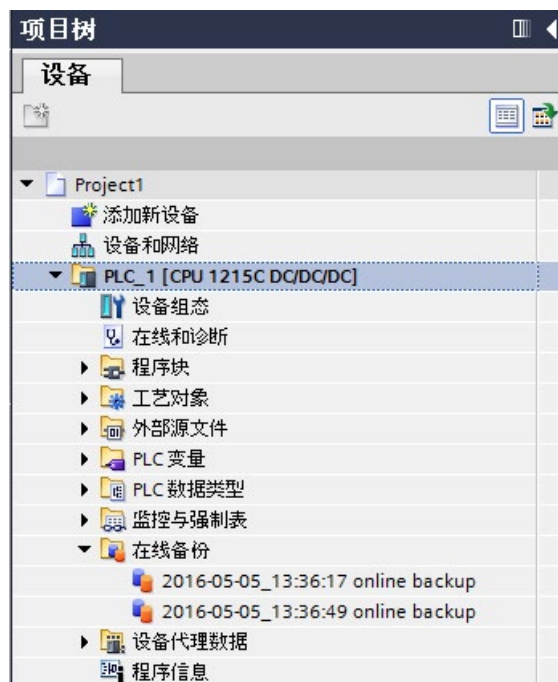 项目树
设备
Project1
添加新设备
设备和网络
PLC_1 [CPU 1215C DC/DC/DC]
设备组态
在线和诊断
程序块
工艺对象
外部源文件
PLC 变量
PLC 数据类型
监控与强制表
在线备份
2016-05-05_13:36:17 online backup
2016-05-05_13:36:49 online backup
设备代理数据
程序信息